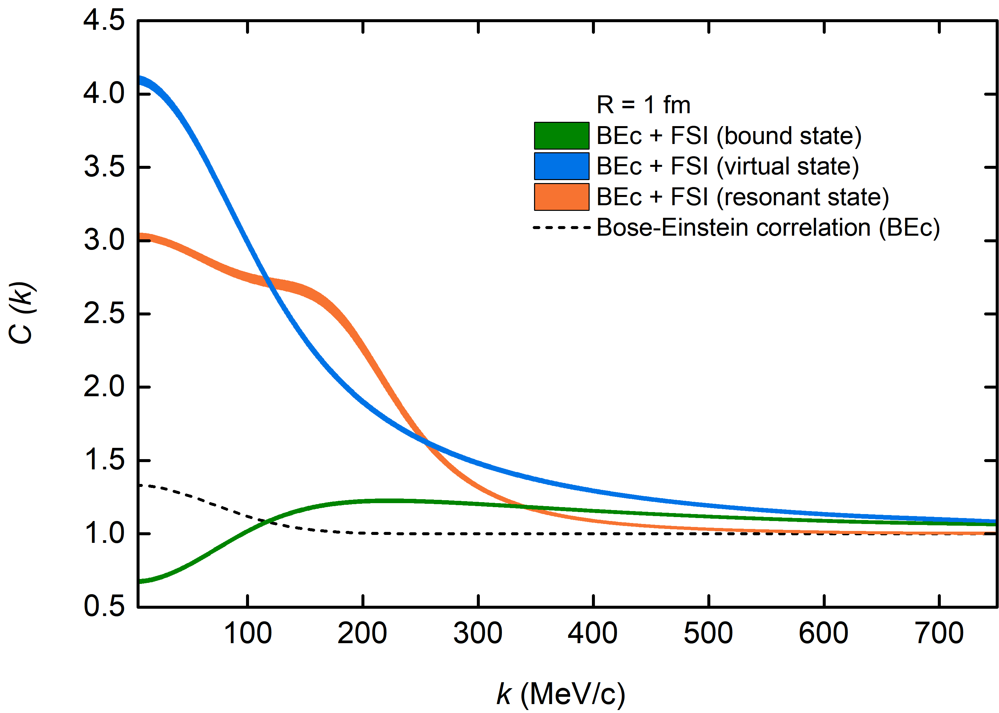 4.5
4.0
3.5
3.0
2.5
2.0
1.5
1.0
0.5
C (k)
R = 1 fm
BEc + FSI (bound state)
BEc + FSI (virtual state)
BEc + FSI (resonant state)
Bose-Einstein correlation (BEc)
100 200 300 400 500 600 700
k (MeV/c)